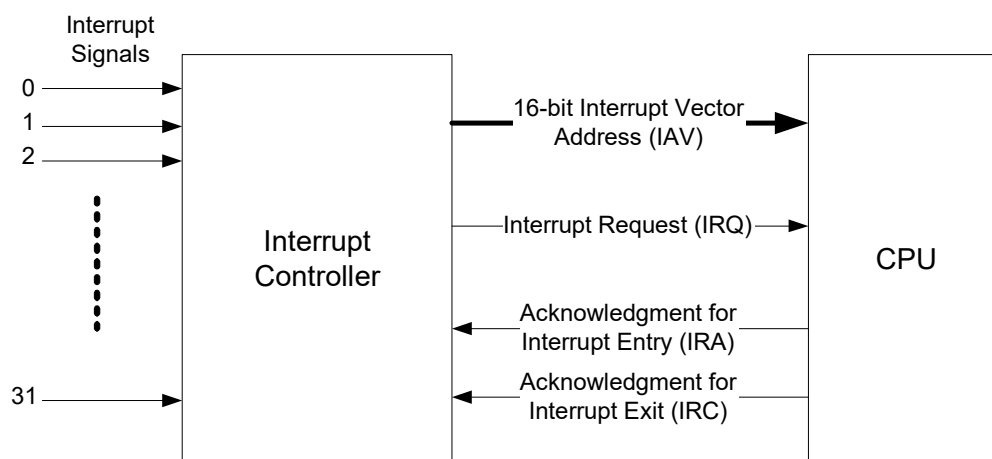 Interrupt
Signals
0
1
2
31
Interrupt
Controller
16-bit Interrupt Vector
Address (IAV)
Interrupt Request (IRQ)
Acknowledgment for
Interrupt Entry (IRA)
Acknowledgment for
Interrupt Exit (IRC)
CPU